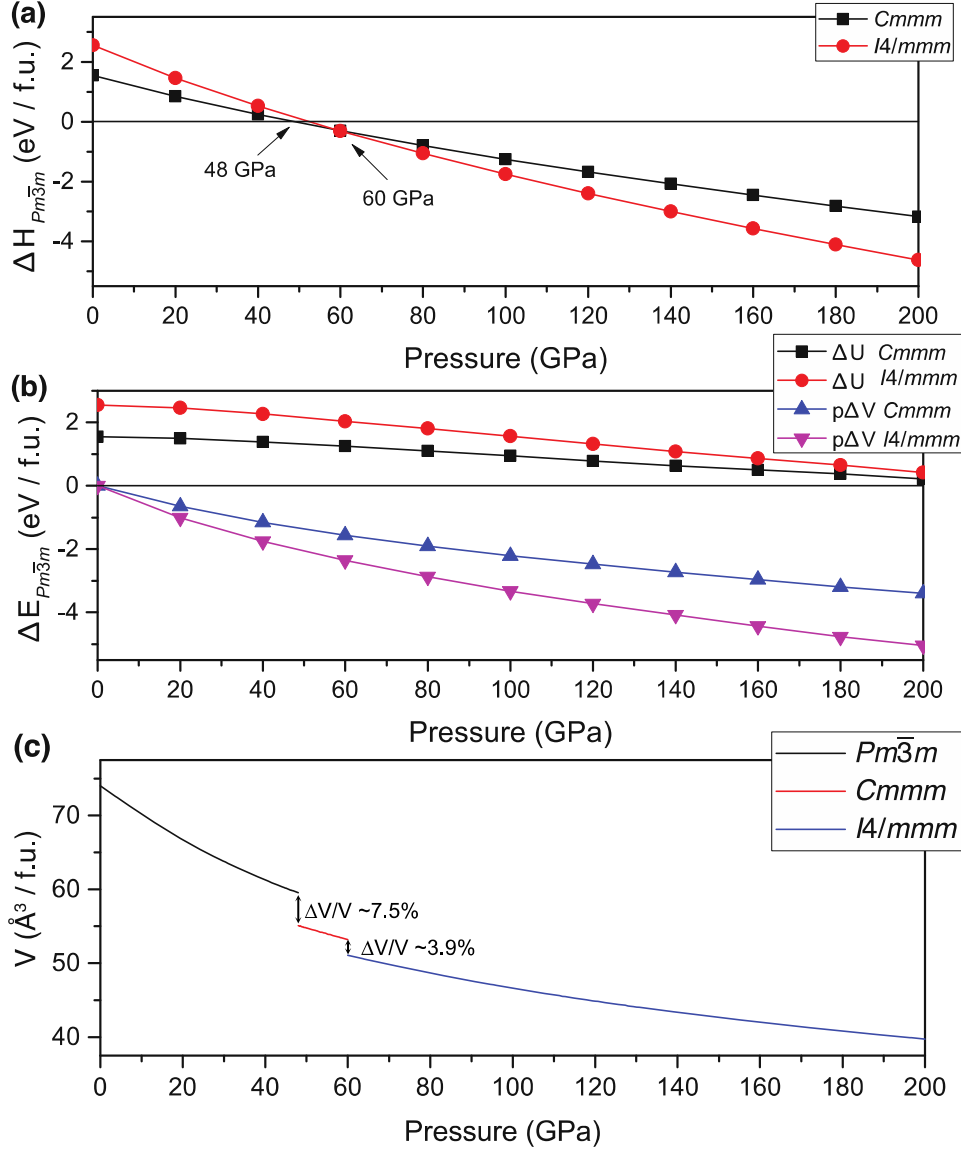 (a)
Cmmm
I4/mmm
ΔH Pm3̅m (eV / f.u.)
2
0
-2
-4
48 GPa
60 GPa
0 20 40 60 80 100 120 140 160 180 200
Pressure (GPa)
(b)
ΔU Cmmm
ΔU I4/mmm
pΔV Cmmm
pΔV I4/mmm
ΔE Pm3̅m (eV / f.u.)
2
0
-2
-4
0 20 40 60 80 100 120 140 160 180 200
Pressure (GPa)
(c)
Pm3̅m
Cmmm
I4/mmm
V (Å³ / f.u.)
70
60
50
40
ΔV/V ~7.5%
ΔV/V ~3.9%
0 20 40 60 80 100 120 140 160 180 200
Pressure (GPa)